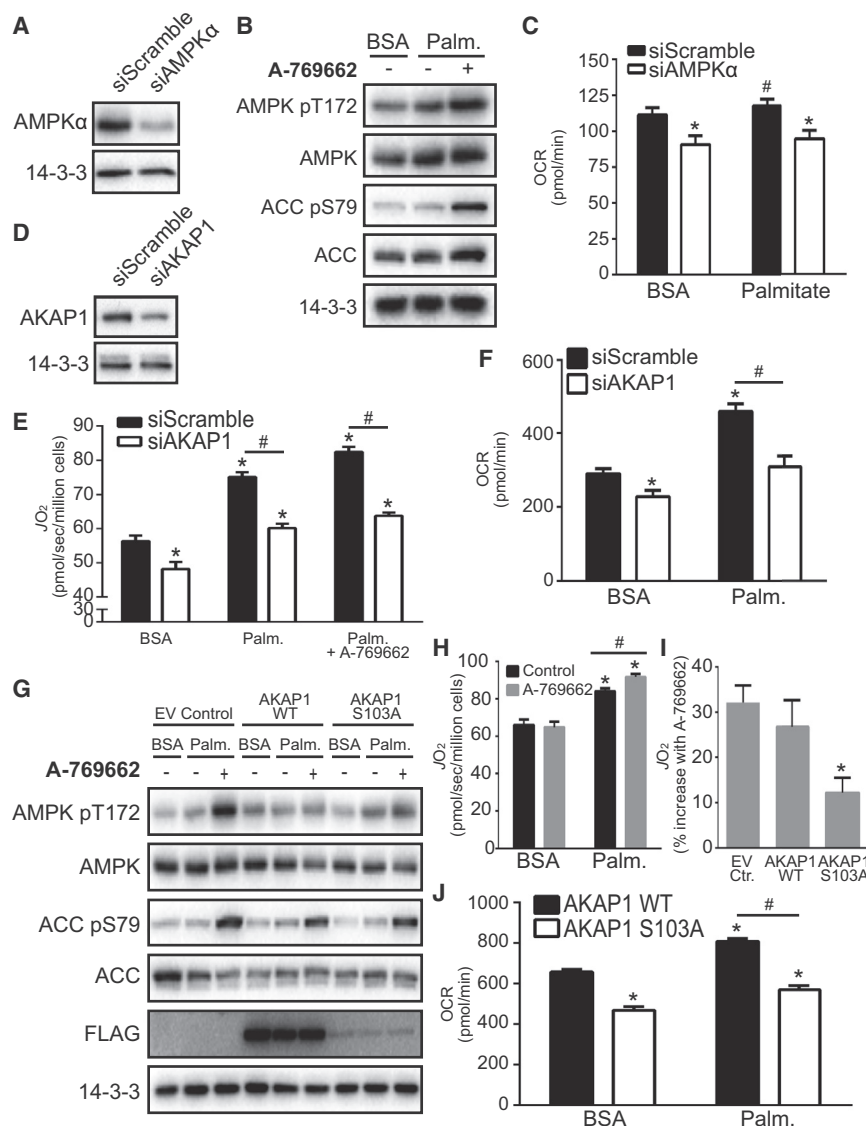 A
siScramble
siAMPKα
AMPKα
14-3-3
B
BSA Palm.
A-769662 - - +
AMPK pT172
AMPK
ACC pS79
ACC
14-3-3
C
siScramble
siAMPKα
OCR
(pmol/min)
150
125
100
75
50
25
0
*
#
*
BSA
Palmitate
D
siScramble
siAKAP1
AKAP1
14-3-3
E
siScramble
siAKAP1
JO2
(pmol/sec/million cells)
90
80
70
60
50
40
30
0
*
*
#
*
*
#
*
BSA
Palm.
Palm.
+ A-769662
F
siScramble
siAKAP1
OCR
(pmol/min)
600
400
200
0
*
*
#
BSA
Palm.
G
EV Control
AKAP1
WT
AKAP1
S103A
BSA Palm. BSA Palm. BSA Palm.
A-769662 - - + - - + - - +
AMPK pT172
AMPK
ACC pS79
ACC
FLAG
14-3-3
H
Control
A-769662
JO2
(pmol/sec/million cells)
100
80
60
40
20
0
#
*
*
BSA
Palm.
I
JO2
(% increase with A-769662)
40
30
20
10
0
*
EV
Ctr.
AKAP1
WT
AKAP1
S103A
J
AKAP1 WT
AKAP1 S103A
OCR
(pmol/min)
1000
800
600
400
200
0
*
*
#
*
BSA
Palm.